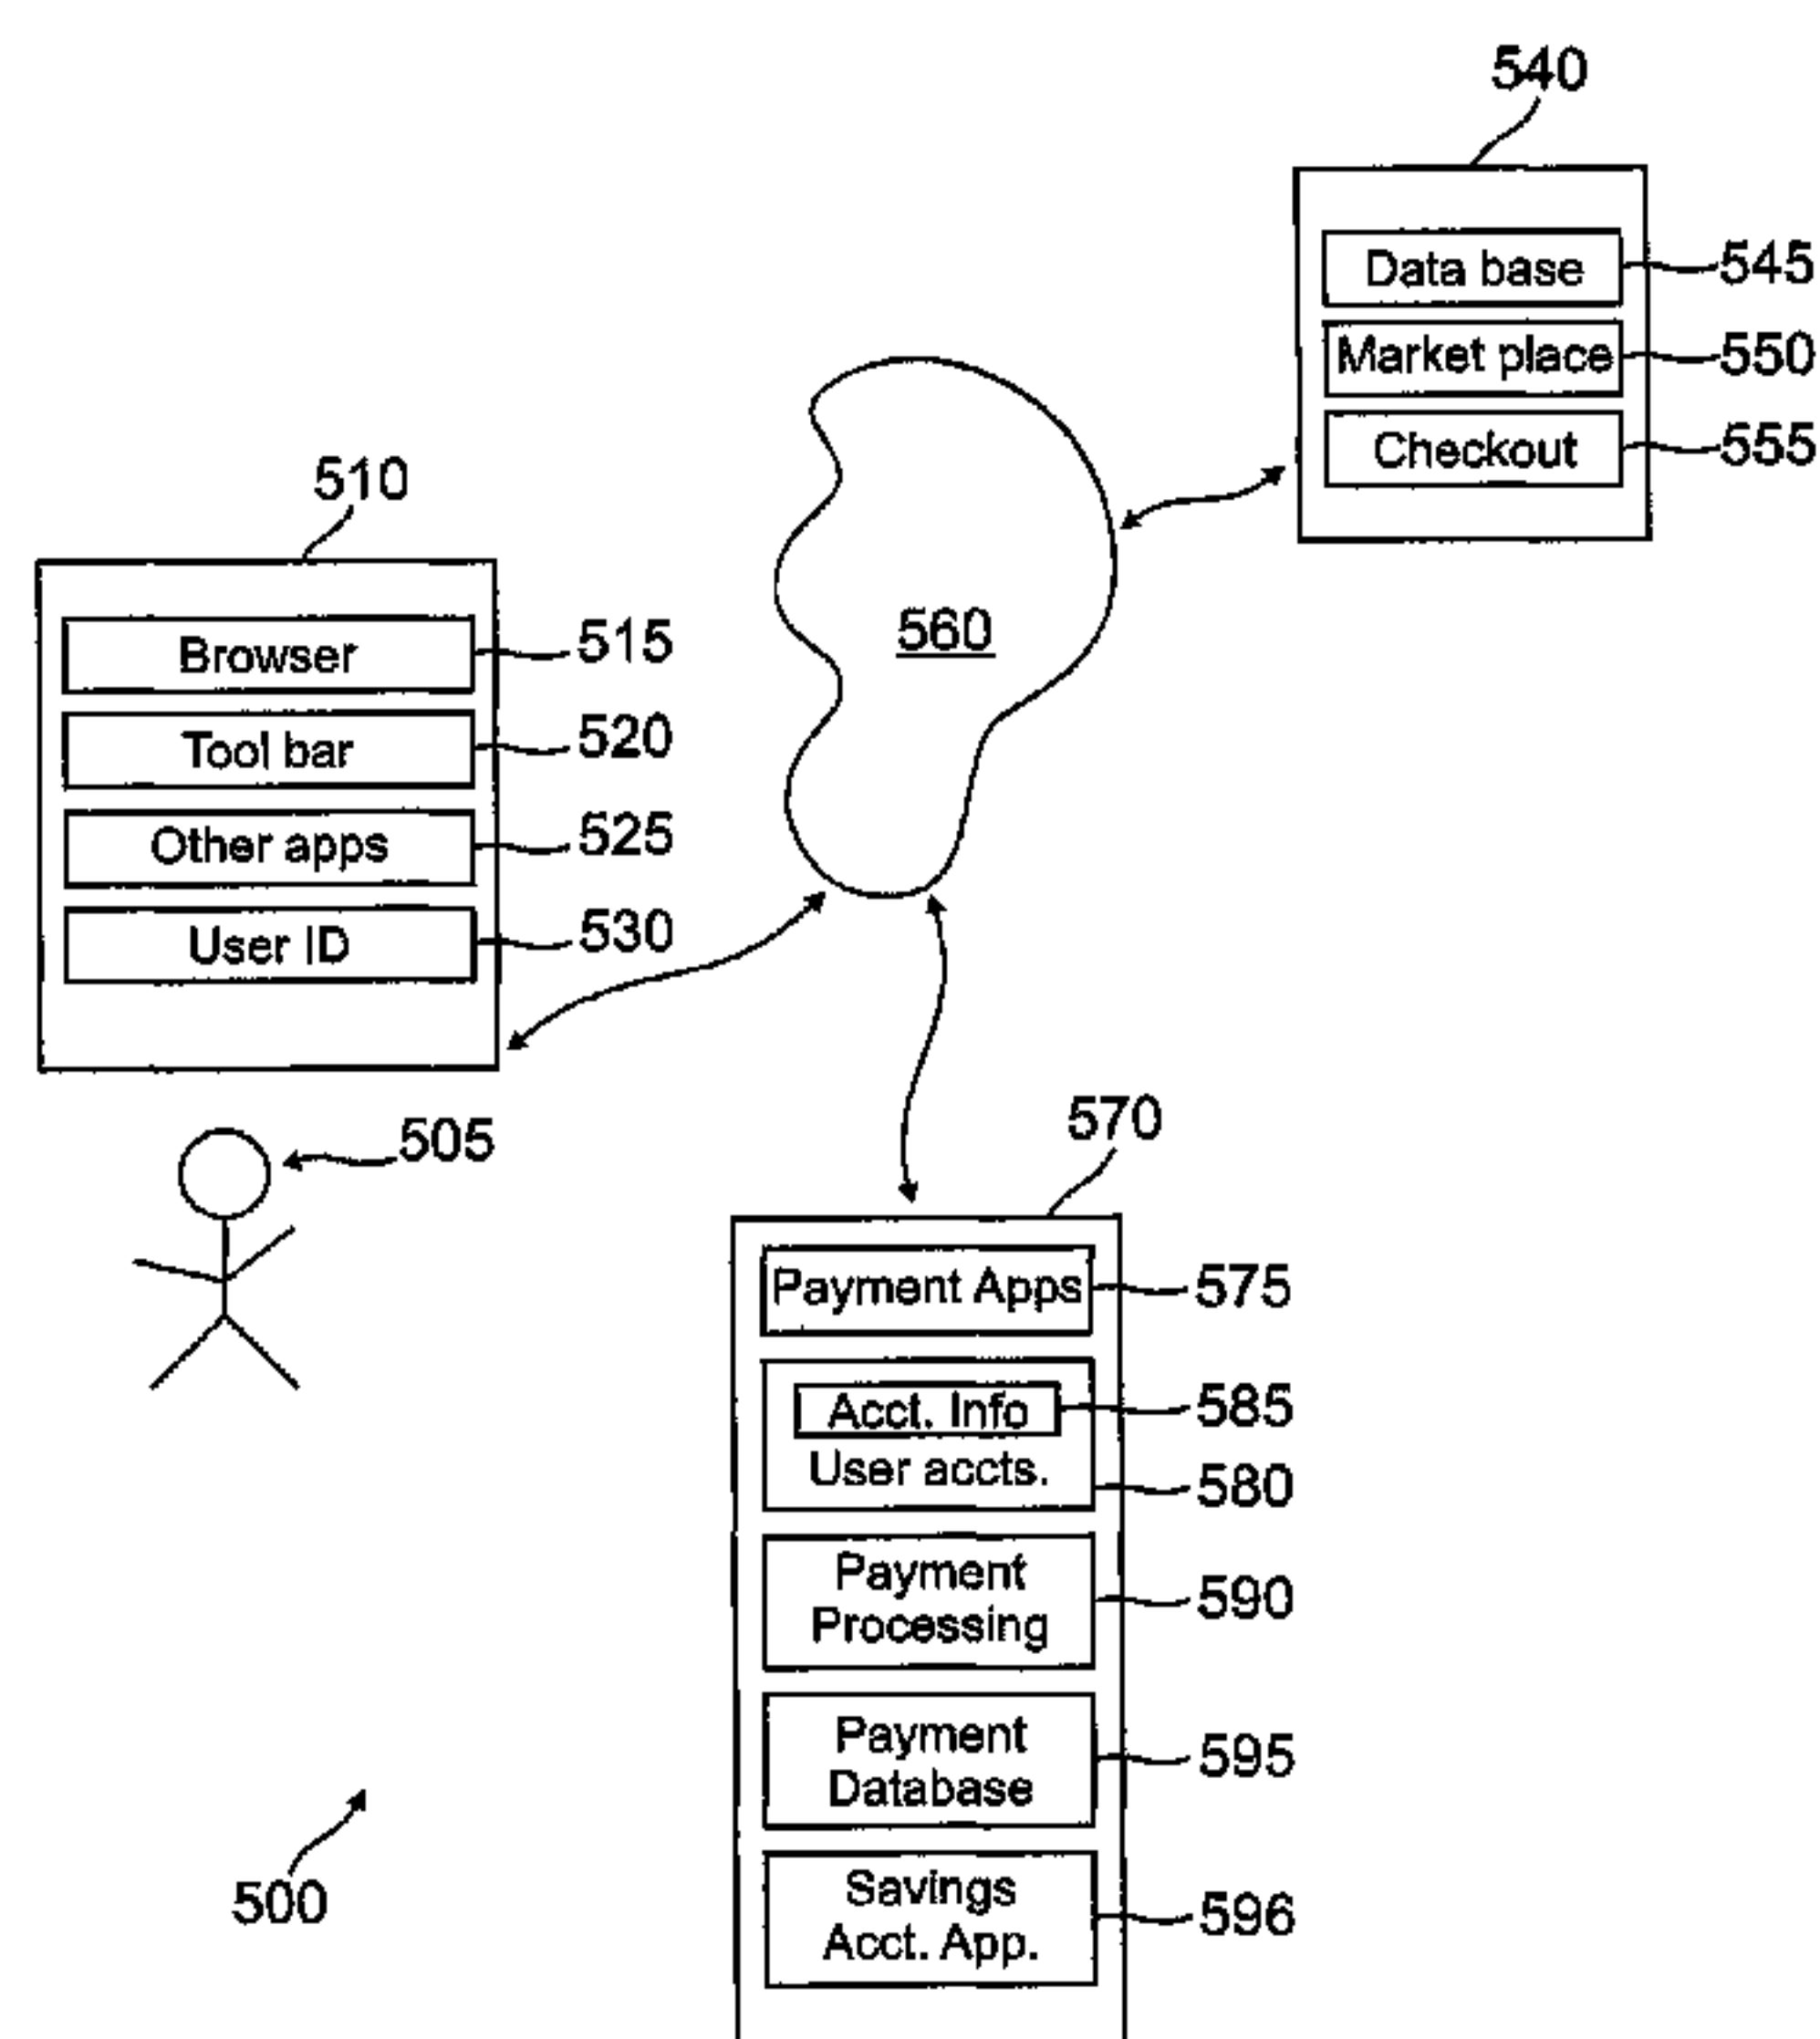 540
Data base 545
Market place 550
Checkout 555
510
Browser 515
Tool bar 520
Other apps 525
User ID 530
560
505
570
Payment Apps 575
Acct. Info 585
User accts. 580
Payment
Processing 590
Payment
Database 595
Savings
Acct. App. 596
500